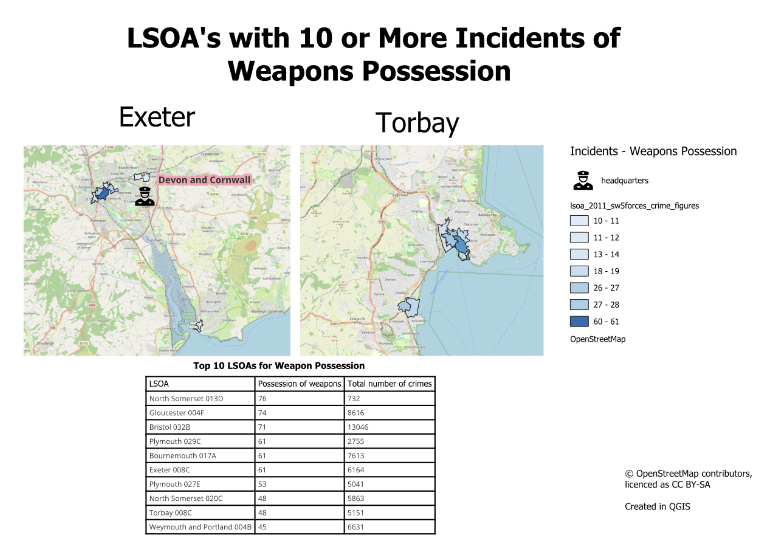 LSOA's with 10 or More Incidents of
Weapons Possession
Exeter
Torbay
Devon and Cornwall
Incidents - Weapons Possession
headquarters
lsoa_2011_sw5forces_crime_figures
10 - 11
11 - 12
13 - 14
18 - 19
26 - 27
27 - 28
60 - 61
OpenStreetMap
Top 10 LSOAs for Weapon Possession
LSOA Possession of weapons Total number of crimes
North Somerset 013D 76 732
Gloucester 004F 74 8616
Bristol 032B 71 13046
Plymouth 029C 61 2755
Bournemouth 017A 61 7613
Exeter 008C 61 6164
Plymouth 027E 53 5041
North Somerset 020C 48 5863
Torbay 008C 48 5151
Weymouth and Portland 004B 45 6631
© OpenStreetMap contributors,
licenced as CC BY-SA
Created in QGIS